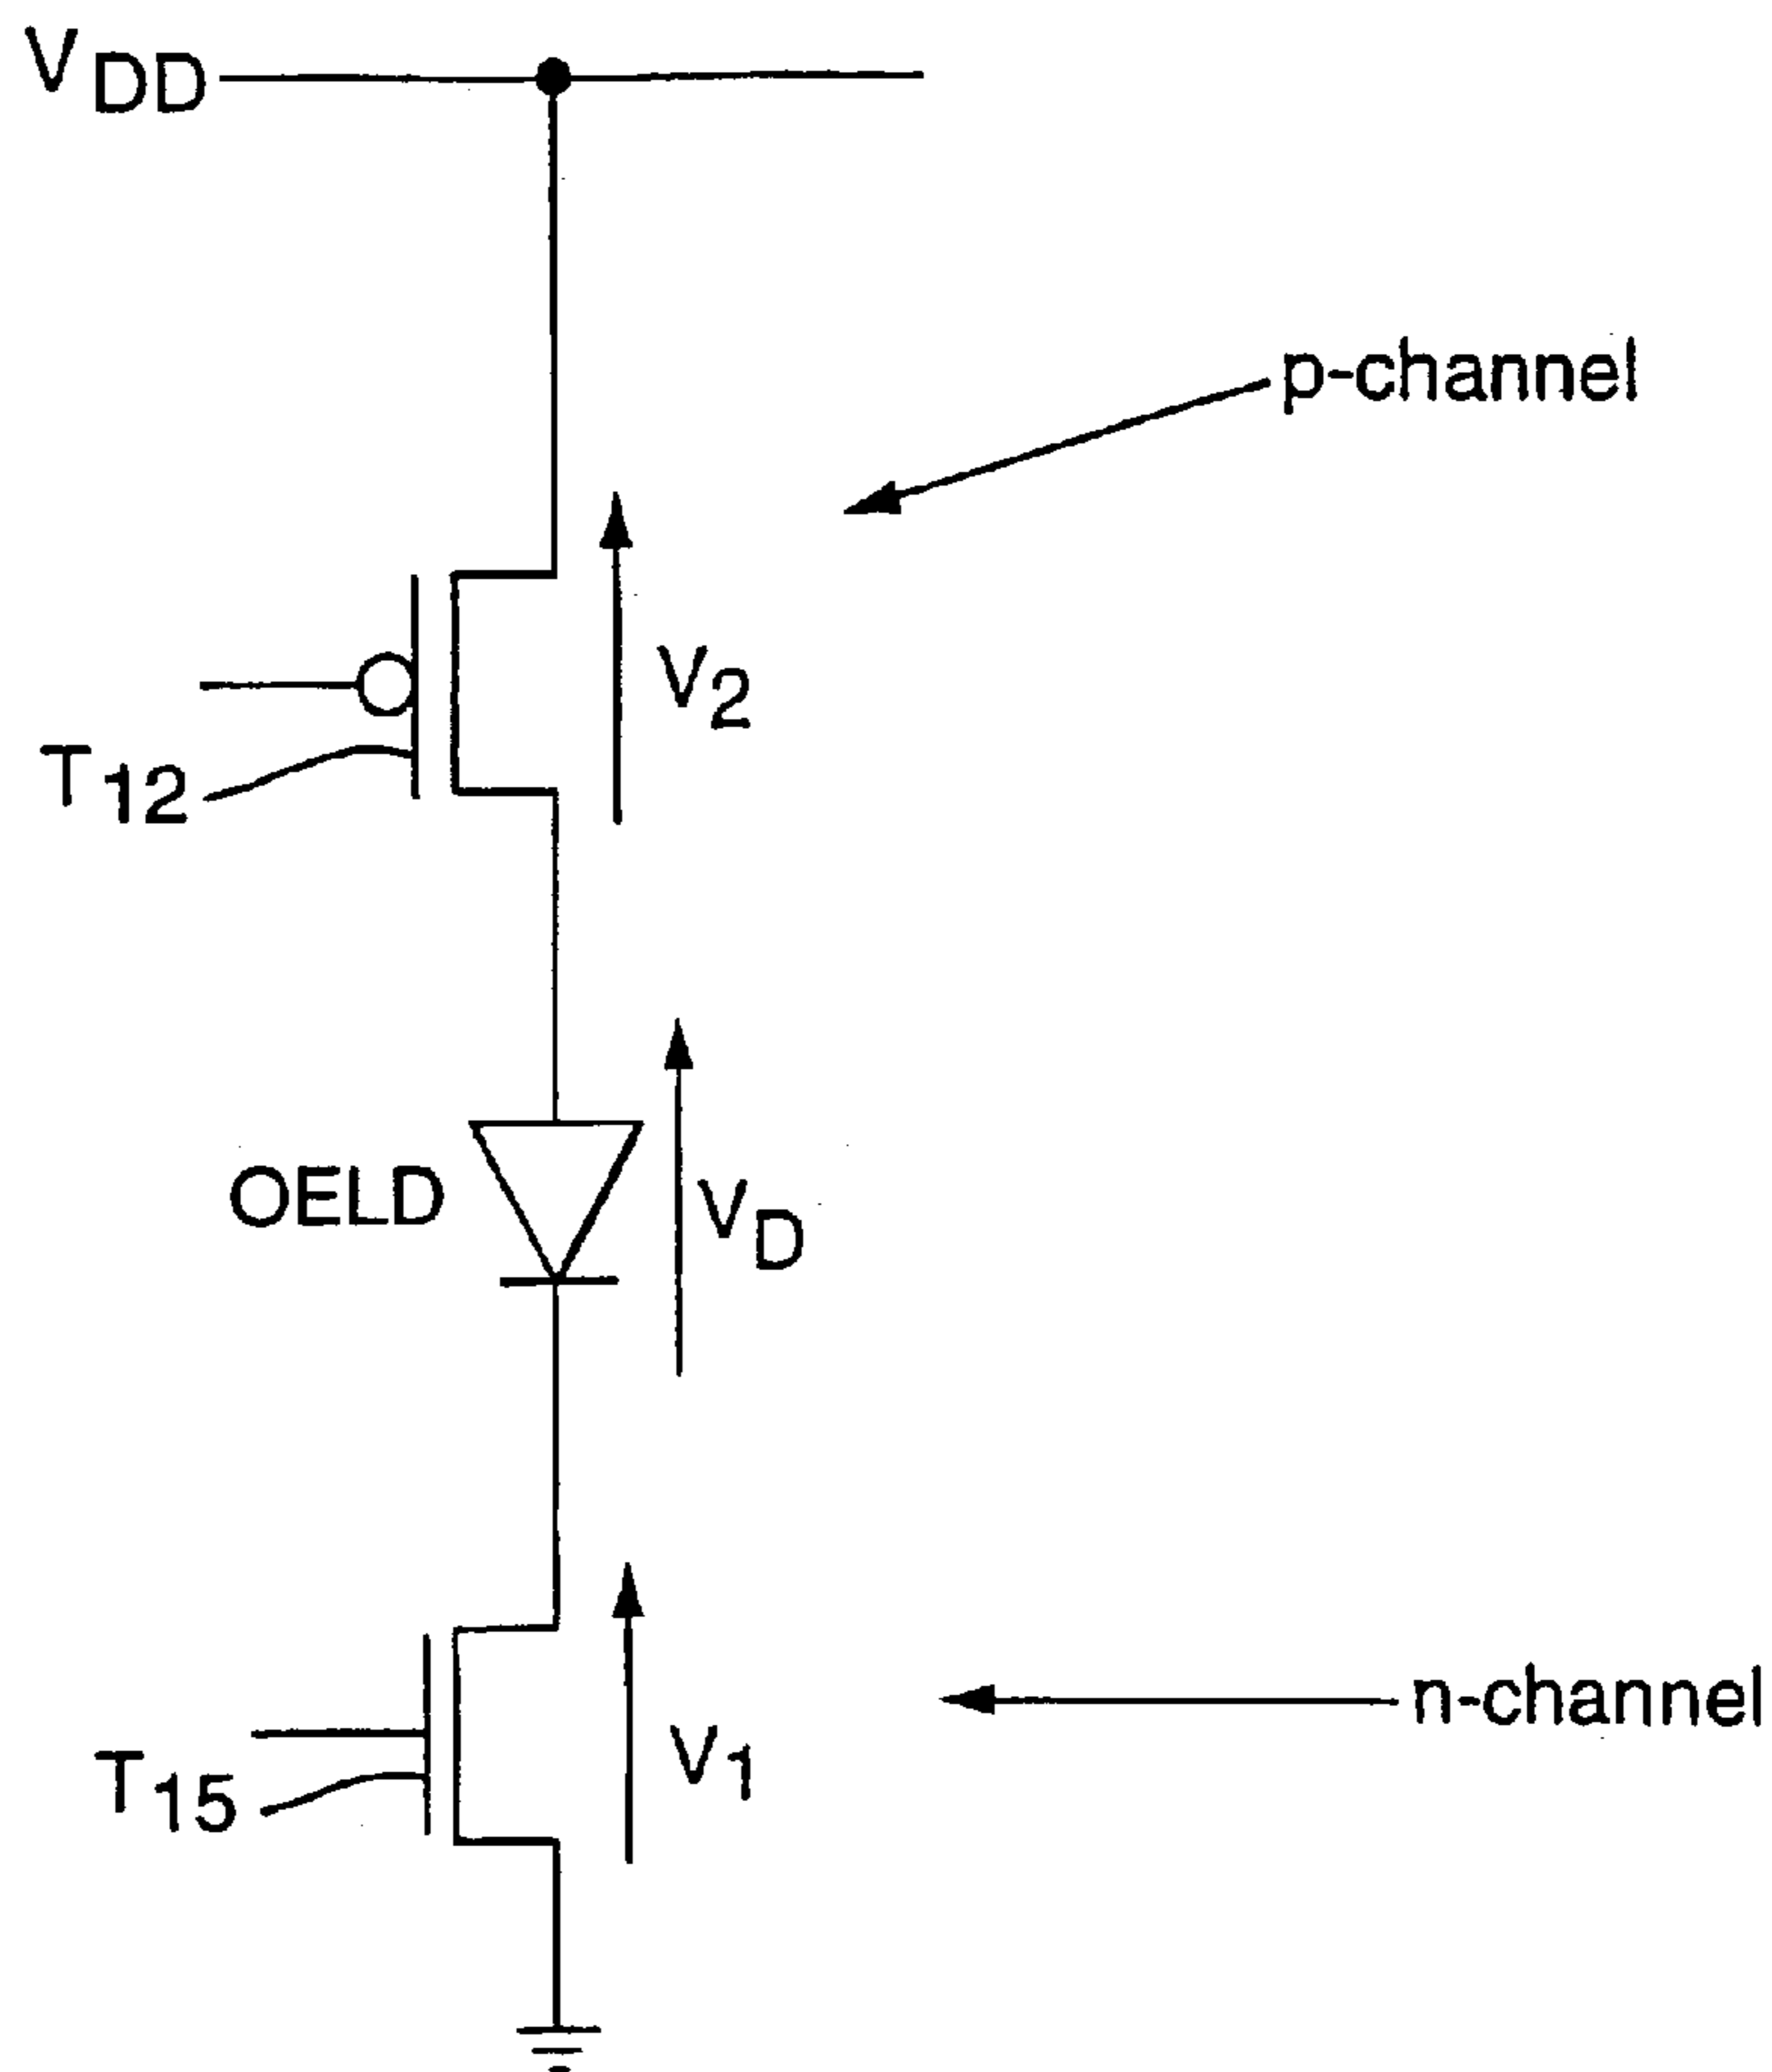 VDD
p-channel
V2
T12
OELD
VD
n-channel
T15
V1